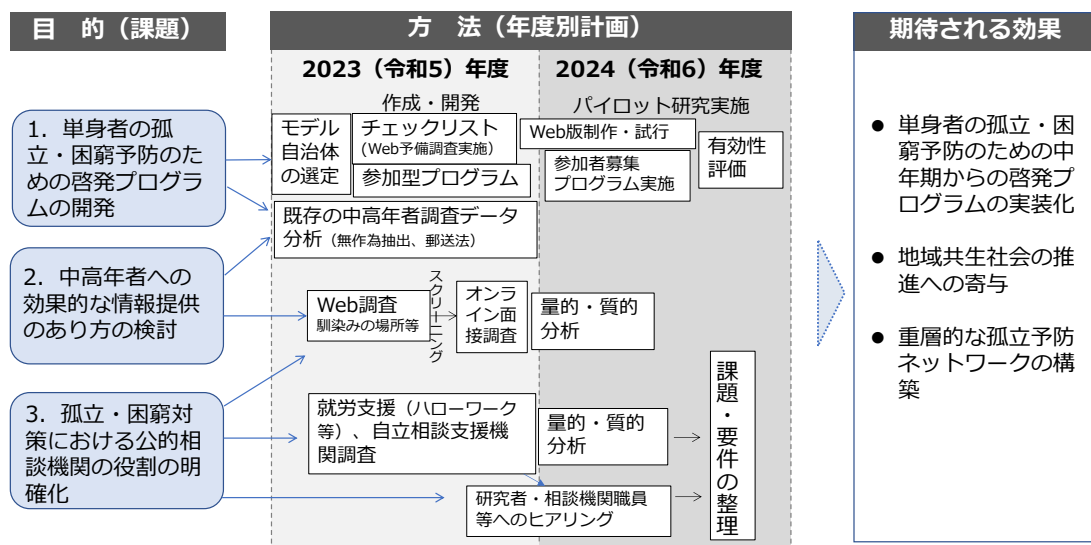 目　的（課題）
方　法（年度別計画）
期待される効果
2023（令和5）年度
2024（令和6）年度
作成・開発
パイロット研究実施
1．単身者の孤
立・困窮予防のた
めの啓発プログラ
ムの開発
2．中高年者への
効果的な情報提供
のあり方の検討
3．孤立・困窮対
策における公的相
談機関の役割の明
確化
モデル
自治体
の選定
チェックリスト
(Web予備調査実施)
参加型プログラム
既存の中高年者調査データ
分析（無作為抽出、郵送法）
Web版制作・試行
参加者募集
プログラム実施
有効性
評価
Web調査
馴染みの場所等
スクリーニング
オンラ
イン面
接調査
量的・質的
分析
就労支援（ハローワーク
等）、自立相談支援機
関調査
量的・質的
分析
研究者・相談機関職員
等へのヒアリング
課題・要件の整理
● 単身者の孤立・困
窮予防のための中
年期からの啓発プ
ログラムの実装化
● 地域共生社会の推
進への寄与
● 重層的な孤立予防
ネットワークの構
築